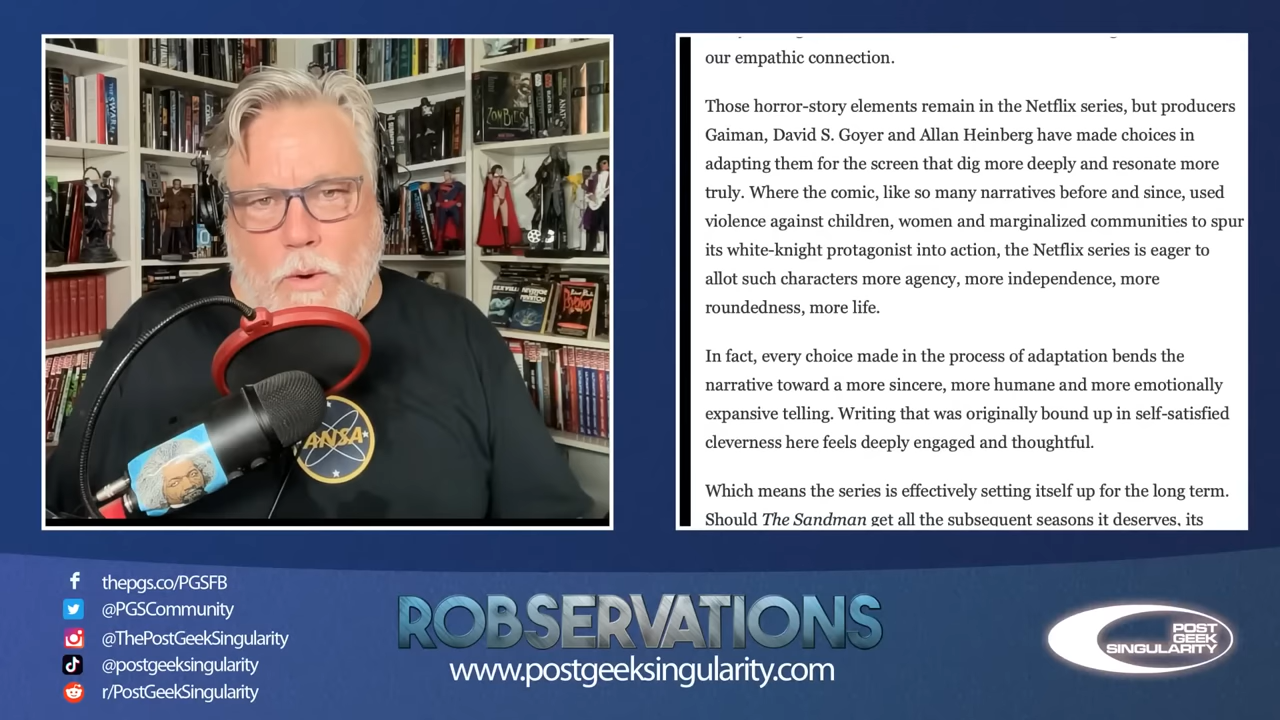 our empathic connection.
Those horror-story elements remain in the Netflix series, but producers
Gaiman, David S. Goyer and Allan Heinberg have made choices in
adapting them for the screen that dig more deeply and resonate more
truly. Where the comic, like so many narratives before and since, used
violence against children, women and marginalized communities to spur
its white-knight protagonist into action, the Netflix series is eager to
allot such characters more agency, more independence, more
roundedness, more life.
In fact, every choice made in the process of adaptation bends the
narrative toward a more sincere, more humane and more emotionally
expansive telling. Writing that was originally bound up in self-satisfied
cleverness here feels deeply engaged and thoughtful.
Which means the series is effectively setting itself up for the long term.
Should The Sandman get all the subsequent seasons it deserves, its
ZOMBIES
ANSA
thepgs.co/PGSFB
@PGSCommunity
@ThePostGeekSingularity
@postgeeksingularity
r/PostGeekSingularity
ROBSERVATIONS
www.postgeeksingularity.com
POST
GEEK
SINGULARITY